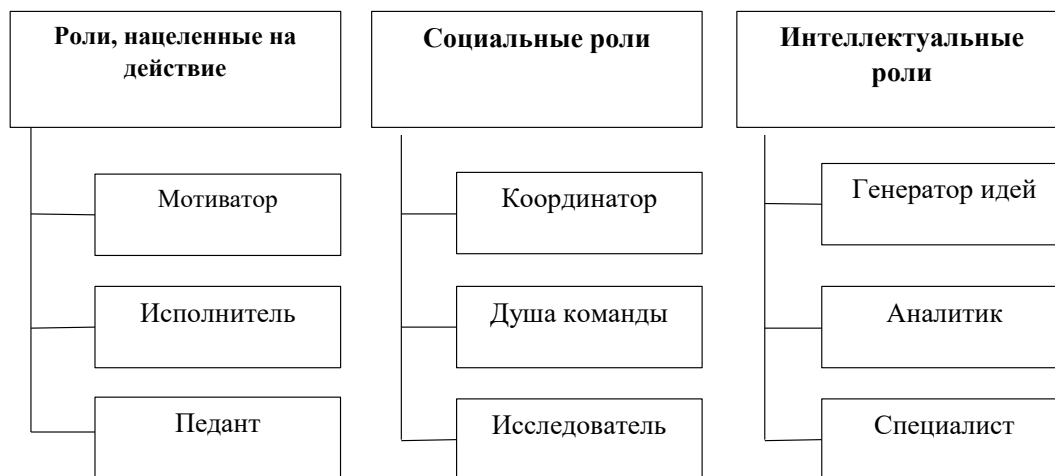 Роли, нацеленные на
действие
Мотиватор
Исполнитель
Педант
Социальные роли
Координатор
Душа команды
Исследователь
Интеллектуальные
роли
Генератор идей
Аналитик
Специалист